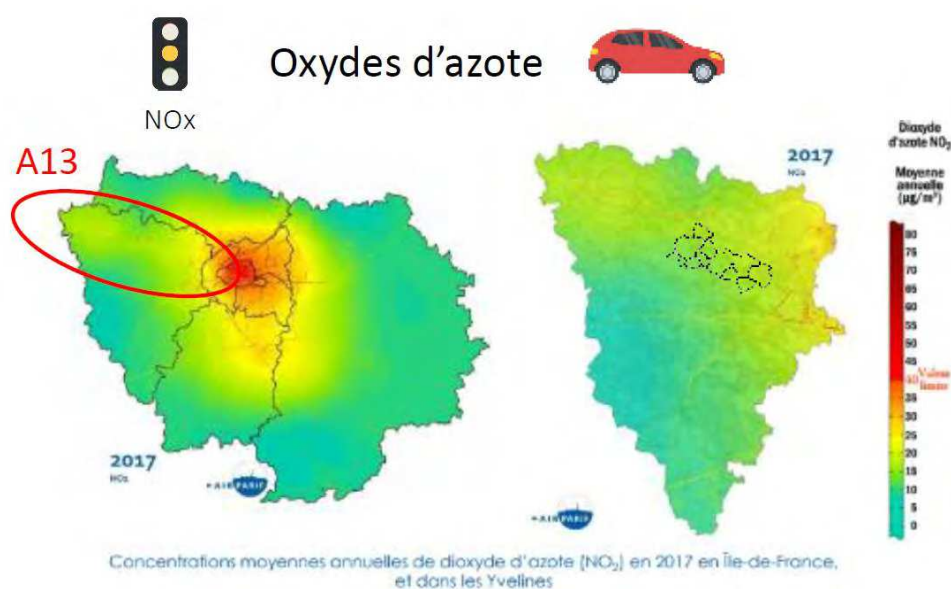 Oxydes d'azote
NOx
A13
2017
NO₂
AIRPARIF
2017
NO₂
AIRPARIF
Dioxyde
d'azote NO₂
Moyenne
annuelle
(µg/m³)
80
75
70
65
60
55
50
45
40 Valeur
limite
35
30
25
20
15
10
5
0
Concentrations moyennes annuelles de dioxyde d'azote (NO₂) en 2017 en Île-de-France,
et dans les Yvelines